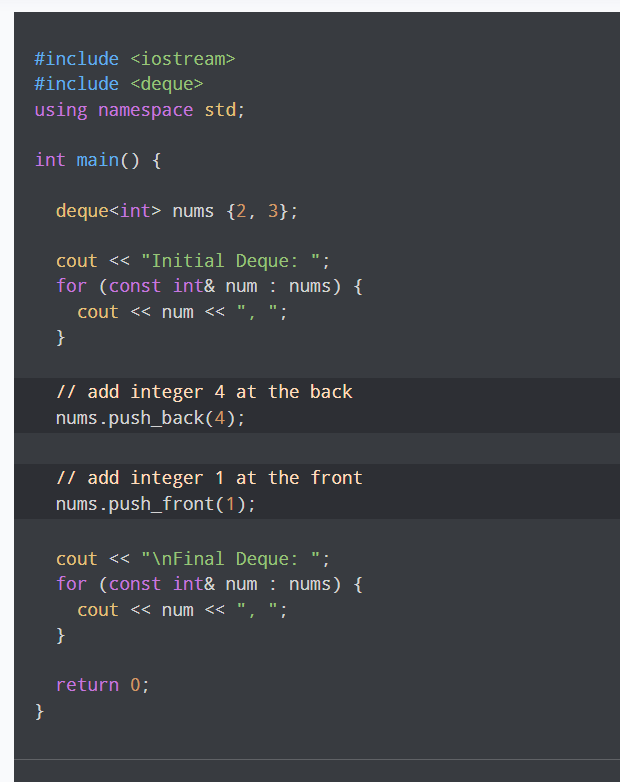 #include <iostream>
#include <deque>
using namespace std;
int main() {
deque<int> nums {2, 3};
cout << "Initial Deque: ";
for (const int& num : nums) {
cout << num << ", ";
}
// add integer 4 at the back
nums.push_back(4);
// add integer 1 at the front
nums.push_front(1);
cout << "\nFinal Deque: ";
for (const int& num : nums) {
cout << num << ", ";
}
return 0;
}